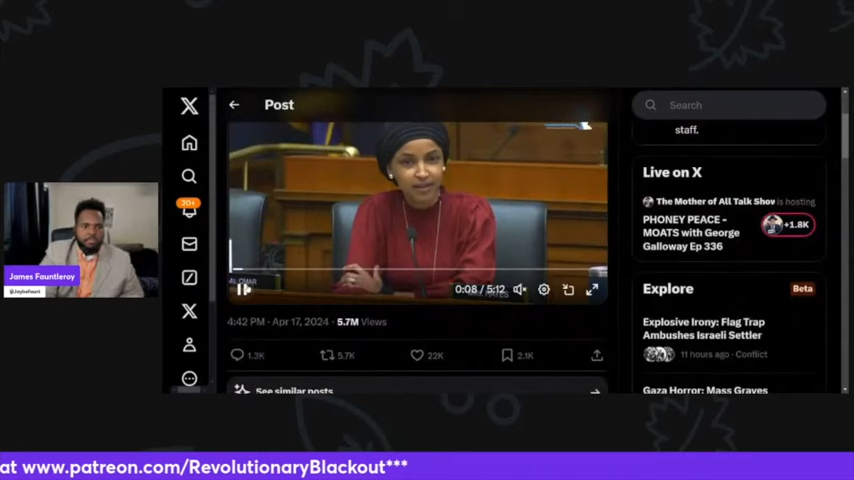 Post
Search
staff.
Live on X
The Mother of All Talk Show is hosting
PHONEY PEACE -
MOATS with George
Galloway Ep 336
+1.8K
20+
James Fauntleroy
OMAR
MRS. HAYES
0:08 / 5:12
Explore
Beta
4:42 PM · Apr 17, 2024 · 5.7M Views
Explosive Irony: Flag Trap
Ambushes Israeli Settler
11 hours ago · Conflict
1.3K
5.7K
22K
2.1K
See similar posts
Gaza Horror: Mass Graves
at www.patreon.com/RevolutionaryBlackout***